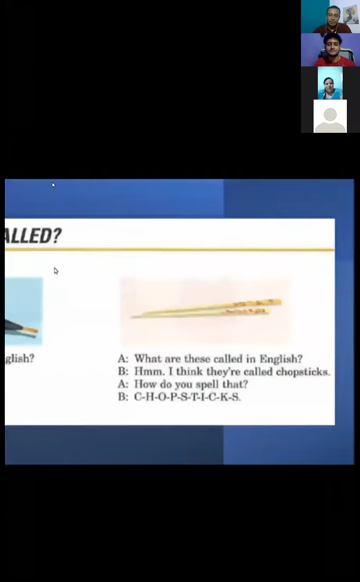 ALLED?
glish?
A: What are these called in English?
B: Hmm. I think they're called chopsticks.
A: How do you spell that?
B: C-H-O-P-S-T-I-C-K-S.